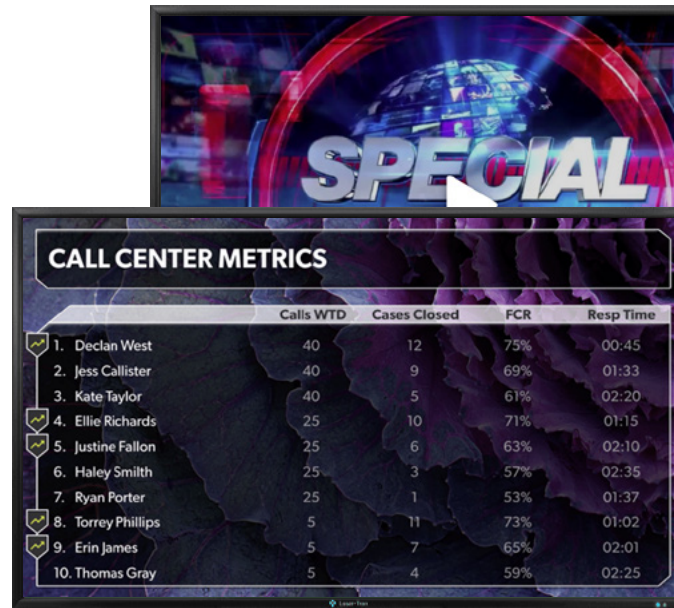 SPECIAL
CALL CENTER METRICS
Calls WTD Cases Closed FCR Resp Time
1. Declan West 40 12 75% 00:45
2. Jess Callister 40 9 69% 01:33
3. Kate Taylor 40 5 61% 02:20
4. Ellie Richards 25 10 71% 01:15
5. Justine Fallon 25 6 63% 02:10
6. Haley Smilth 25 3 57% 02:35
7. Ryan Porter 25 1 53% 01:37
8. Torrey Phillips 5 11 73% 01:02
9. Erin James 5 7 65% 02:01
10. Thomas Gray 5 4 59% 02:25